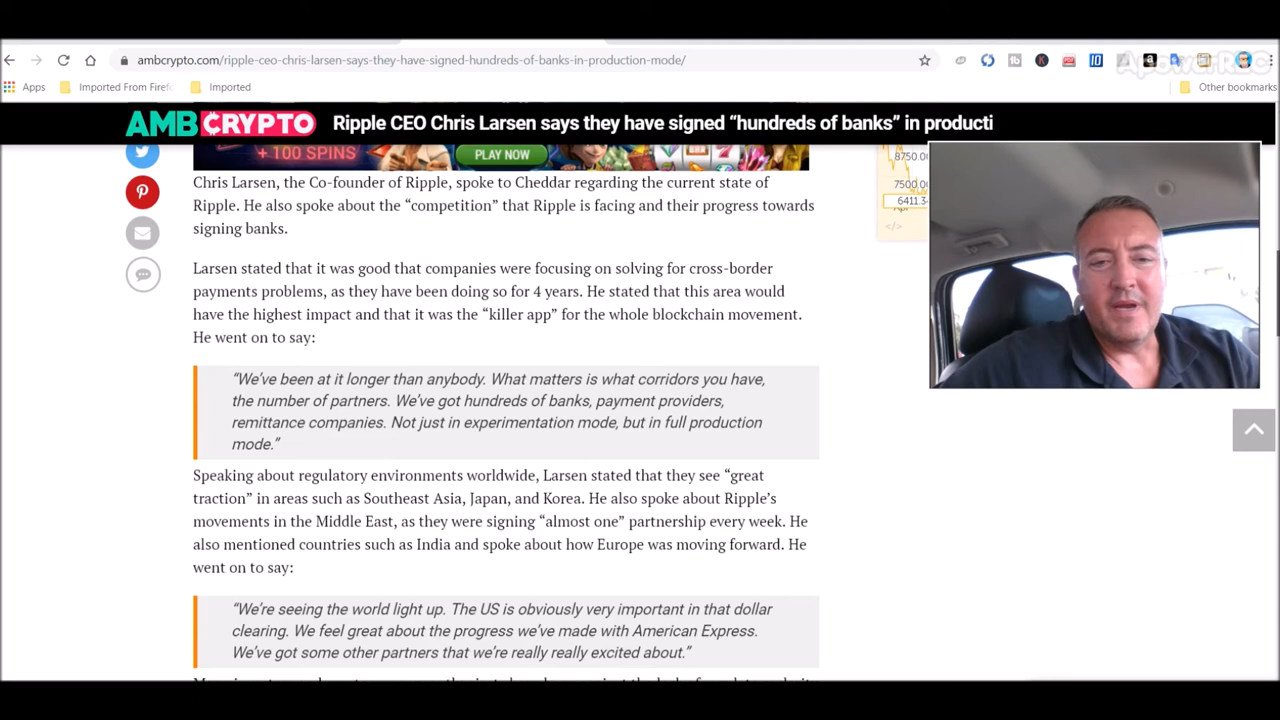 ambcrypto.com/ripple-ceo-chris-larsen-says-they-have-signed-hundreds-of-banks-in-production-mode/
ApowerREC
Apps Imported From Firef Imported Other bookmarks
AMBCRYPTO Ripple CEO Chris Larsen says they have signed “hundreds of banks” in producti
+ 100 SPINS PLAY NOW
8750.00
7500.00
6411.3
Chris Larsen, the Co-founder of Ripple, spoke to Cheddar regarding the current state of
Ripple. He also spoke about the “competition” that Ripple is facing and their progress towards
signing banks.
Larsen stated that it was good that companies were focusing on solving for cross-border
payments problems, as they have been doing so for 4 years. He stated that this area would
have the highest impact and that it was the “killer app” for the whole blockchain movement.
He went on to say:
“We’ve been at it longer than anybody. What matters is what corridors you have,
the number of partners. We’ve got hundreds of banks, payment providers,
remittance companies. Not just in experimentation mode, but in full production
mode.”
Speaking about regulatory environments worldwide, Larsen stated that they see “great
traction” in areas such as Southeast Asia, Japan, and Korea. He also spoke about Ripple’s
movements in the Middle East, as they were signing “almost one” partnership every week. He
also mentioned countries such as India and spoke about how Europe was moving forward. He
went on to say:
“We’re seeing the world light up. The US is obviously very important in that dollar
clearing. We feel great about the progress we’ve made with American Express.
We’ve got some other partners that we’re really really excited about.”